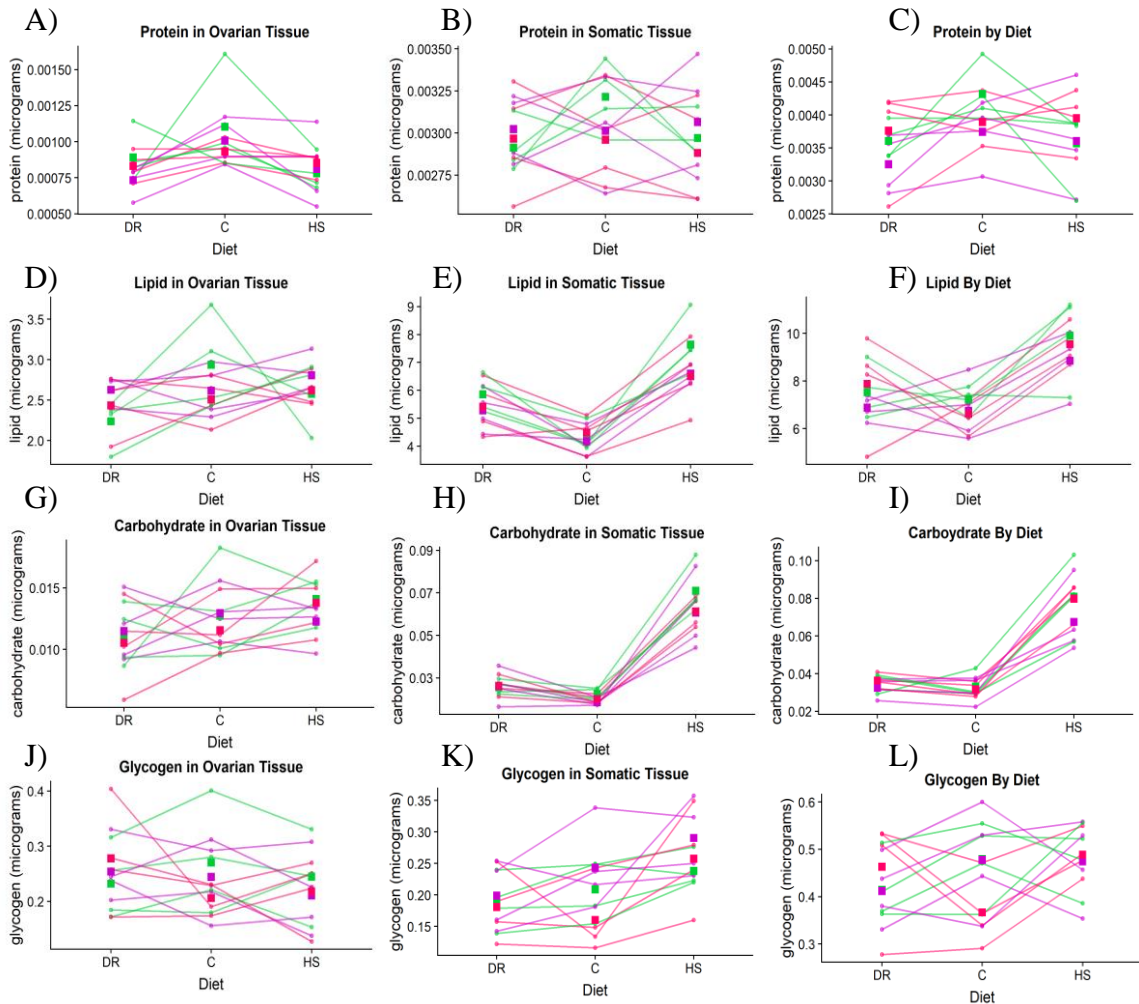 A)
Protein in Ovarian Tissue
protein (micrograms)
0.00150
0.00125
0.00100
0.00075
0.00050
DR
C
HS
Diet
B)
Protein in Somatic Tissue
protein (micrograms)
0.00350
0.00325
0.00300
0.00275
DR
C
HS
Diet
C)
Protein by Diet
protein (micrograms)
0.0050
0.0045
0.0040
0.0035
0.0030
0.0025
DR
C
HS
Diet
D)
Lipid in Ovarian Tissue
lipid (micrograms)
3.5
3.0
2.5
2.0
DR
C
HS
Diet
E)
Lipid in Somatic Tissue
lipid (micrograms)
9
8
7
6
5
4
DR
C
HS
Diet
F)
Lipid By Diet
lipid (micrograms)
10
8
6
DR
C
HS
Diet
G)
Carbohydrate in Ovarian Tissue
carbohydrate (micrograms)
0.015
0.010
DR
C
HS
Diet
H)
Carbohydrate in Somatic Tissue
carbohydrate (micrograms)
0.09
0.07
0.05
0.03
DR
C
HS
Diet
I)
Carboydrate By Diet
carbohydrate (micrograms)
0.10
0.08
0.06
0.04
0.02
DR
C
HS
Diet
J)
Glycogen in Ovarian Tissue
glycogen (micrograms)
0.4
0.3
0.2
DR
C
HS
Diet
K)
Glycogen in Somatic Tissue
glycogen (micrograms)
0.35
0.30
0.25
0.20
0.15
DR
C
HS
Diet
L)
Glycogen By Diet
glycogen (micrograms)
0.6
0.5
0.4
0.3
DR
C
HS
Diet